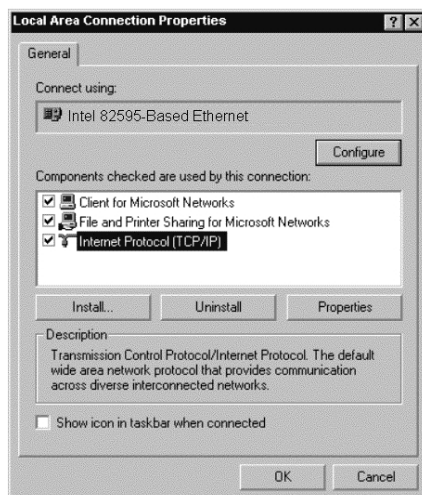 Local Area Connection Properties
General
Connect using:
Intel 82595-Based Ethernet
Configure
Components checked are used by this connection:
Client for Microsoft Networks
File and Printer Sharing for Microsoft Networks
Internet Protocol (TCP/IP)
Install... Uninstall Properties
Description
Transmission Control Protocol/Internet Protocol. The default
wide area network protocol that provides communication
across diverse interconnected networks.
Show icon in taskbar when connected
OK Cancel